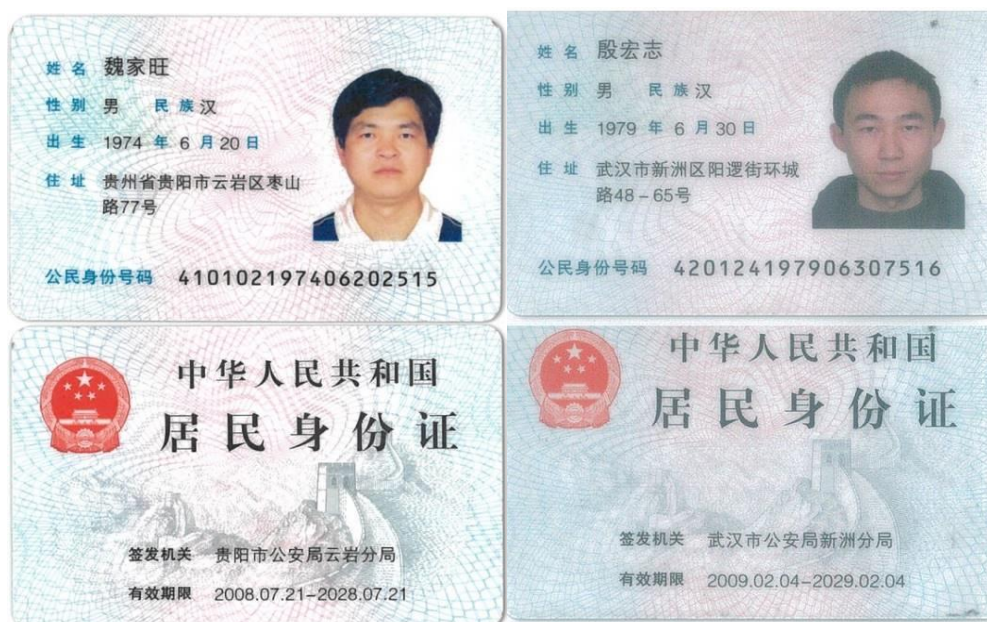 姓名 魏家旺
性别 男 民族 汉
出生 1974 年 6 月 20 日
住址 贵州省贵阳市云岩区枣山
路77号
公民身份号码 410102197406202515
姓名 殷宏志
性别 男 民族 汉
出生 1979 年 6 月 30 日
住址 武汉市新洲区阳逻街环城
路48-65号
公民身份号码 420124197906307516
中华人民共和国
居民身份证
签发机关 贵阳市公安局云岩分局
有效期限 2008.07.21-2028.07.21
中华人民共和国
居民身份证
签发机关 武汉市公安局新洲分局
有效期限 2009.02.04-2029.02.04